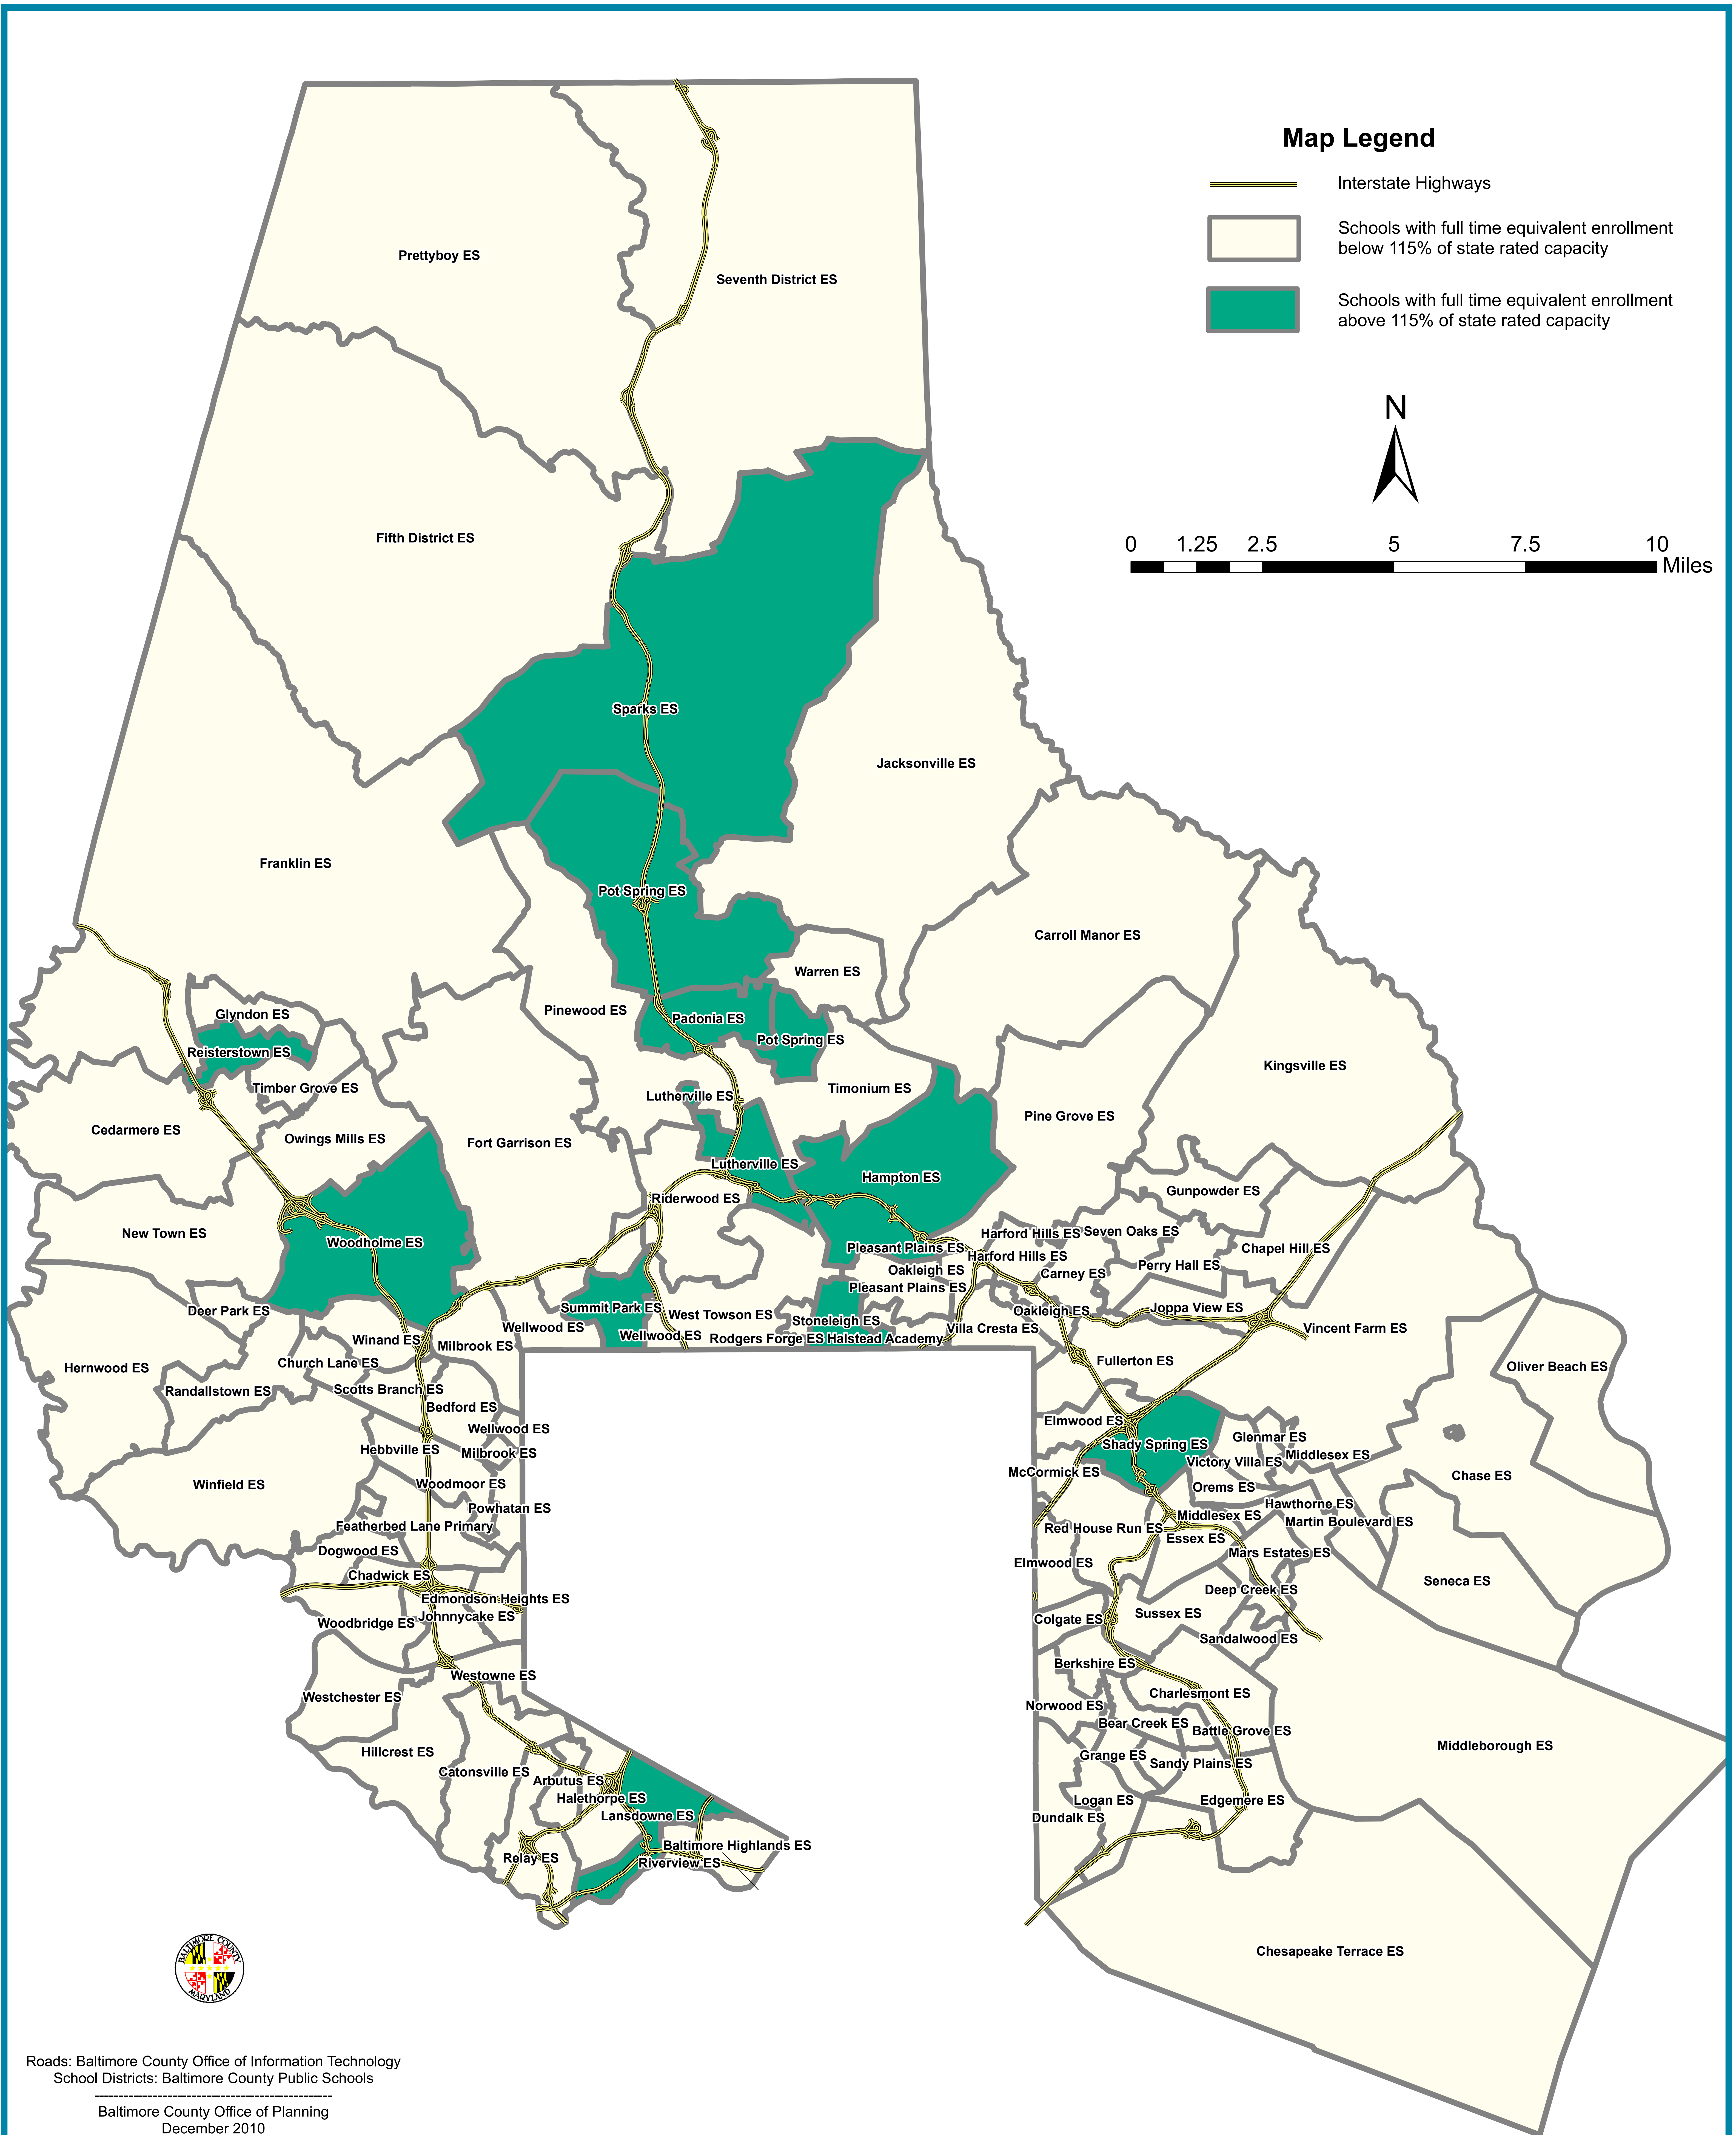 Map Legend
Interstate Highways
Schools with full time equivalent enrollment
below 115% of state rated capacity
Schools with full time equivalent enrollment
above 115% of state rated capacity
N
0 1.25 2.5 5 7.5 10
Miles
Prettyboy ES
Seventh District ES
Fifth District ES
Sparks ES
Jacksonville ES
Franklin ES
Pot Spring ES
Carroll Manor ES
Warren ES
Pinewood ES
Glyndon ES
Padonia ES
Pot Spring ES
Reisterstown ES
Kingsville ES
Timber Grove ES
Timonium ES
Lutherville ES
Pine Grove ES
Cedarmere ES
Owings Mills ES
Fort Garrison ES
Lutherville ES
Hampton ES
Gunpowder ES
Riderwood ES
New Town ES
Woodholme ES
Harford Hills ES
Seven Oaks ES
Pleasant Plains ES
Chapel Hill ES
Harford Hills ES
Perry Hall ES
Oakleigh ES
Carney ES
Pleasant Plains ES
Deer Park ES
Summit Park ES
Joppa View ES
Oakleigh ES
West Towson ES
Stoneleigh ES
Wellwood ES
Villa Cresta ES
Vincent Farm ES
Wellwood ES
Rodgers Forge ES
Halstead Academy
Winand ES
Milbrook ES
Church Lane ES
Fullerton ES
Hernwood ES
Oliver Beach ES
Randallstown ES
Scotts Branch ES
Bedford ES
Elmwood ES
Wellwood ES
Glenmar ES
Shady Spring ES
Hebbville ES
Milbrook ES
Middlesex ES
Victory Villa ES
McCormick ES
Chase ES
Winfield ES
Woodmoor ES
Orems ES
Powhatan ES
Hawthorne ES
Middlesex ES
Martin Boulevard ES
Featherbed Lane Primary
Red House Run ES
Essex ES
Dogwood ES
Mars Estates ES
Elmwood ES
Chadwick ES
Seneca ES
Deep Creek ES
Edmondson Heights ES
Johnnycake ES
Sussex ES
Woodbridge ES
Colgate ES
Sandalwood ES
Berkshire ES
Westowne ES
Charlesmont ES
Westchester ES
Norwood ES
Bear Creek ES
Battle Grove ES
Middleborough ES
Hillcrest ES
Grange ES
Sandy Plains ES
Catonsville ES
Arbutus ES
Halethorpe ES
Logan ES
Edgemere ES
Lansdowne ES
Dundalk ES
Baltimore Highlands ES
Relay ES
Riverview ES
Chesapeake Terrace ES
BALTIMORE COUNTY
MARYLAND
Roads: Baltimore County Office of Information Technology
School Districts: Baltimore County Public Schools
--------------------------------------------------
Baltimore County Office of Planning
December 2010